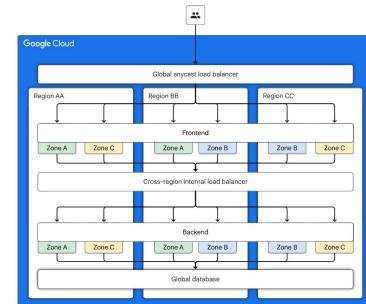 Google Cloud
Global anycast load balancer
Region AA
Region BB
Region CC
Frontend
Zone A
Zone C
Zone A
Zone B
Zone B
Zone C
Cross-region internal load balancer
Backend
Zone A
Zone C
Zone A
Zone B
Zone B
Zone C
Global database